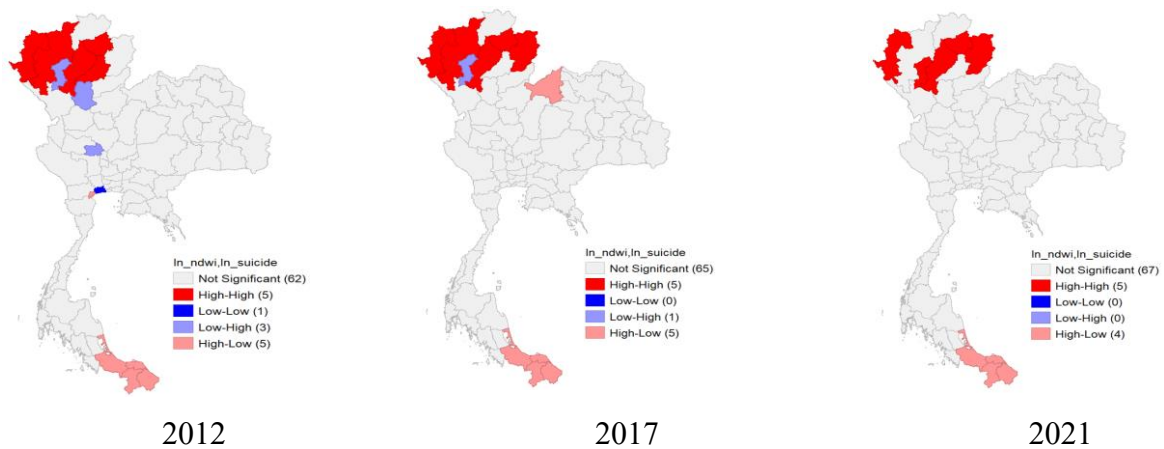 ln_ndwi,ln_suicide
Not Significant (62)
High-High (5)
Low-Low (1)
Low-High (3)
High-Low (5)
2012
ln_ndwi,ln_suicide
Not Significant (65)
High-High (5)
Low-Low (0)
Low-High (1)
High-Low (5)
2017
ln_ndwi,ln_suicide
Not Significant (67)
High-High (5)
Low-Low (0)
Low-High (0)
High-Low (4)
2021